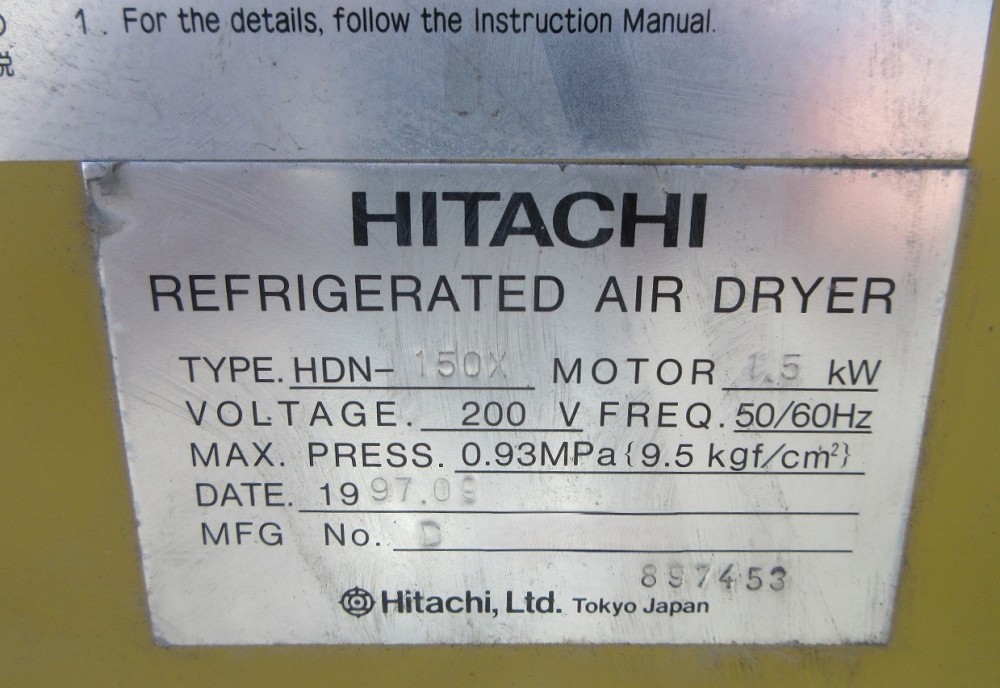 1. For the details, follow the Instruction Manual.
HITACHI
REFRIGERATED AIR DRYER
TYPE. HDN- 150X MOTOR 1.5 kW
VOLTAGE. 200 V FREQ. 50/60Hz
MAX. PRESS. 0.93MPa{9.5 kgf/cm²}
DATE. 1997.09
MFG No. D
897453
Hitachi, Ltd. Tokyo Japan